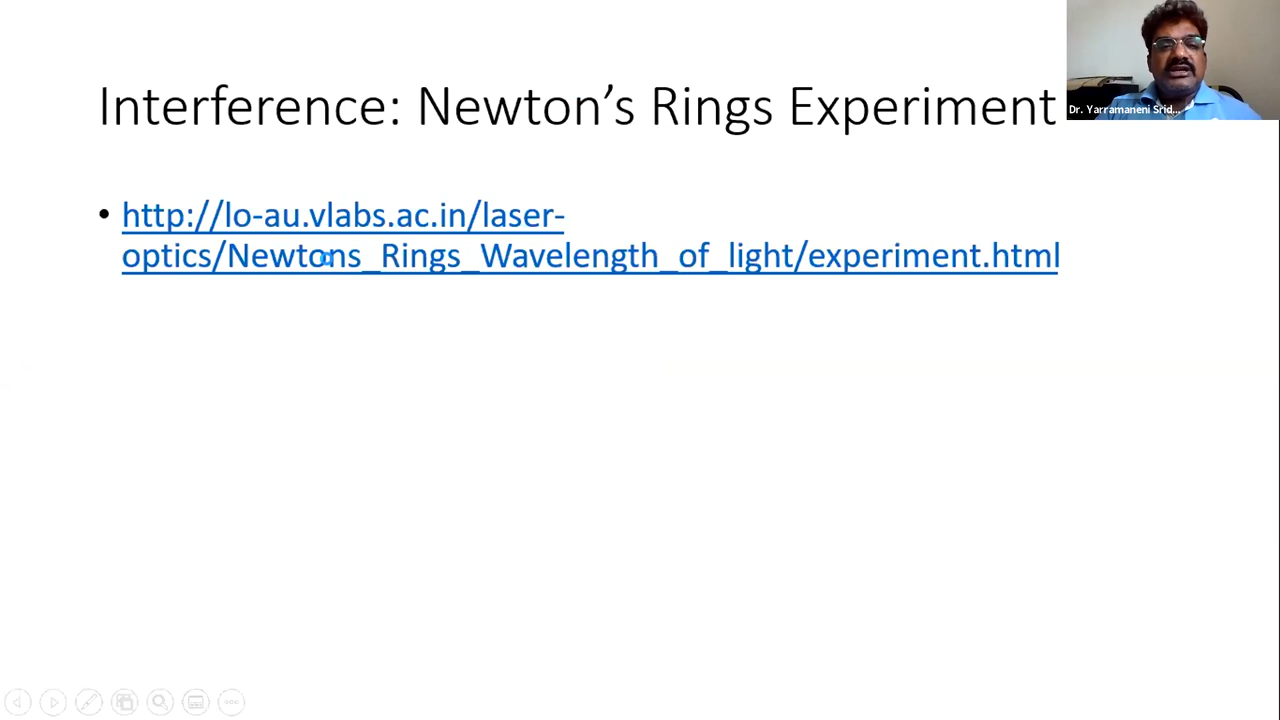 Interference: Newton’s Rings Experiment
Dr. Yarramaneni Srid...
• http://lo-au.vlabs.ac.in/laser-
optics/Newtons_Rings_Wavelength_of_light/experiment.html